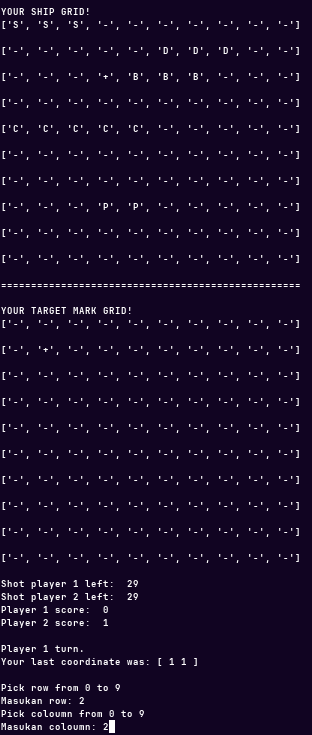 YOUR SHIP GRID!
['S', 'S', 'S', '-', '-', '-', '-', '-', '-', '-']
['-', '-', '-', '-', '-', '-', 'D', 'D', 'D', '-', '-']
['-', '-', '-', '+', 'B', 'B', 'B', 'B', '-', '-', '-']
['-', '-', '-', '-', '-', '-', '-', '-', '-', '-']
['C', 'C', 'C', 'C', 'C', '-', '-', '-', '-', '-']
['-', '-', '-', '-', '-', '-', '-', '-', '-', '-']
['-', '-', '-', '-', '-', '-', '-', '-', '-', '-']
['-', '-', '-', 'P', 'P', '-', '-', '-', '-', '-']
['-', '-', '-', '-', '-', '-', '-', '-', '-', '-']
['-', '-', '-', '-', '-', '-', '-', '-', '-', '-']
==================================================
YOUR TARGET MARK GRID!
['-', '-', '-', '-', '-', '-', '-', '-', '-', '-']
['-', '+', '-', '-', '-', '-', '-', '-', '-', '-']
['-', '-', '-', '-', '-', '-', '-', '-', '-', '-']
['-', '-', '-', '-', '-', '-', '-', '-', '-', '-']
['-', '-', '-', '-', '-', '-', '-', '-', '-', '-']
['-', '-', '-', '-', '-', '-', '-', '-', '-', '-']
['-', '-', '-', '-', '-', '-', '-', '-', '-', '-']
['-', '-', '-', '-', '-', '-', '-', '-', '-', '-']
['-', '-', '-', '-', '-', '-', '-', '-', '-', '-']
['-', '-', '-', '-', '-', '-', '-', '-', '-', '-']
Shot player 1 left:  29
Shot player 2 left:  29
Player 1 score:  0
Player 2 score:  1
Player 1 turn.
Your last coordinate was: [ 1 1 ]
Pick row from 0 to 9
Masukan row: 2
Pick coloumn from 0 to 9
Masukan coloumn: 2